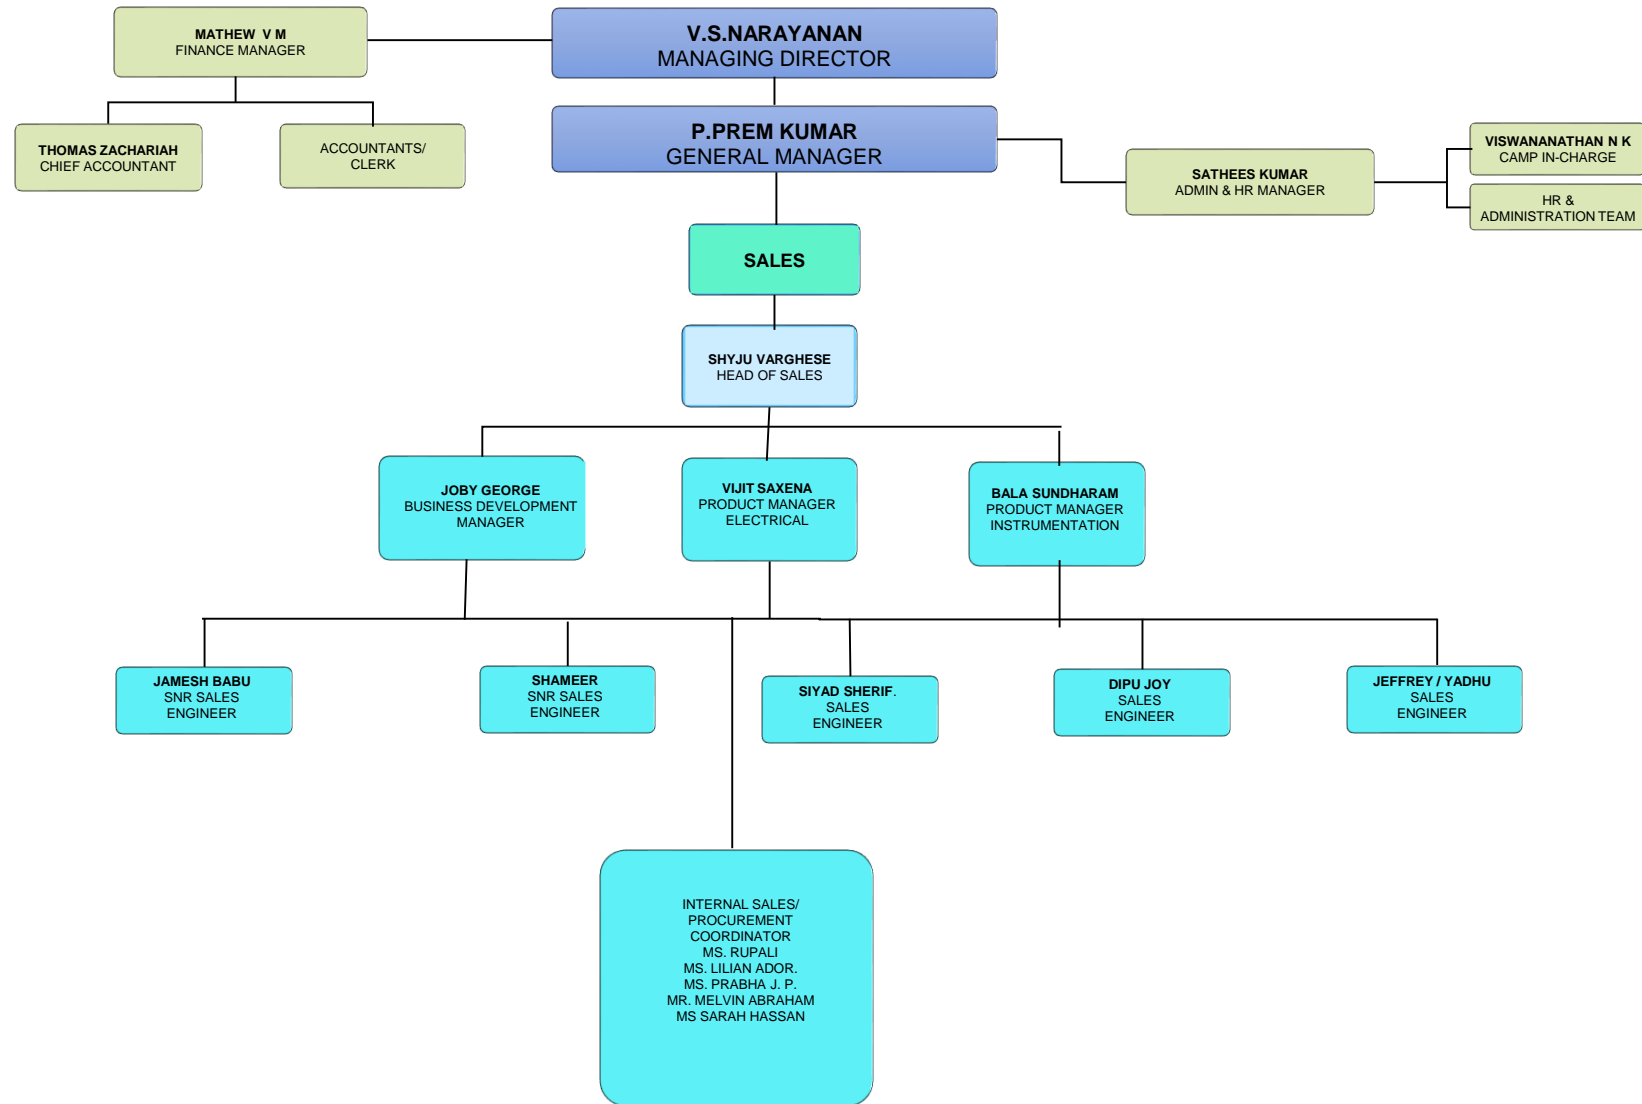 MATHEW  V M
FINANCE MANAGER
V.S.NARAYANAN
MANAGING DIRECTOR
THOMAS ZACHARIAH
CHIEF ACCOUNTANT
ACCOUNTANTS/
CLERK
P.PREM KUMAR
GENERAL MANAGER
SATHEES KUMAR
ADMIN & HR MANAGER
VISWANANATHAN N K
CAMP IN-CHARGE
HR &
ADMINISTRATION TEAM
SALES
SHYJU VARGHESE
HEAD OF SALES
JOBY GEORGE
BUSINESS DEVELOPMENT
MANAGER
VIJIT SAXENA
PRODUCT MANAGER
ELECTRICAL
BALA SUNDHARAM
PRODUCT MANAGER
INSTRUMENTATION
JAMESH BABU
SNR SALES
ENGINEER
SHAMEER
SNR SALES
ENGINEER
SIYAD SHERIF.
SALES
ENGINEER
DIPU JOY
SALES
ENGINEER
JEFFREY / YADHU
SALES
ENGINEER
INTERNAL SALES/
PROCUREMENT
COORDINATOR
MS. RUPALI
MS. LILIAN ADOR.
MS. PRABHA J. P.
MR. MELVIN ABRAHAM
MS SARAH HASSAN